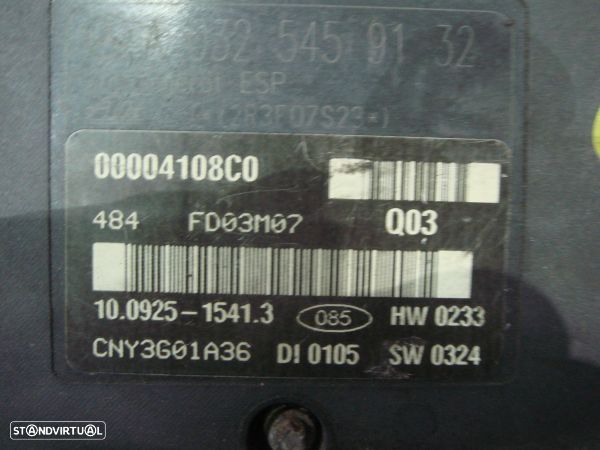 532 545 91 32
ESP
00004108C0
484 FD03M07 Q03
10.0925-1541.3 085 HW 0233
CNY3G01A36 DI 0105 SW 0324
STANDVIRTUAL